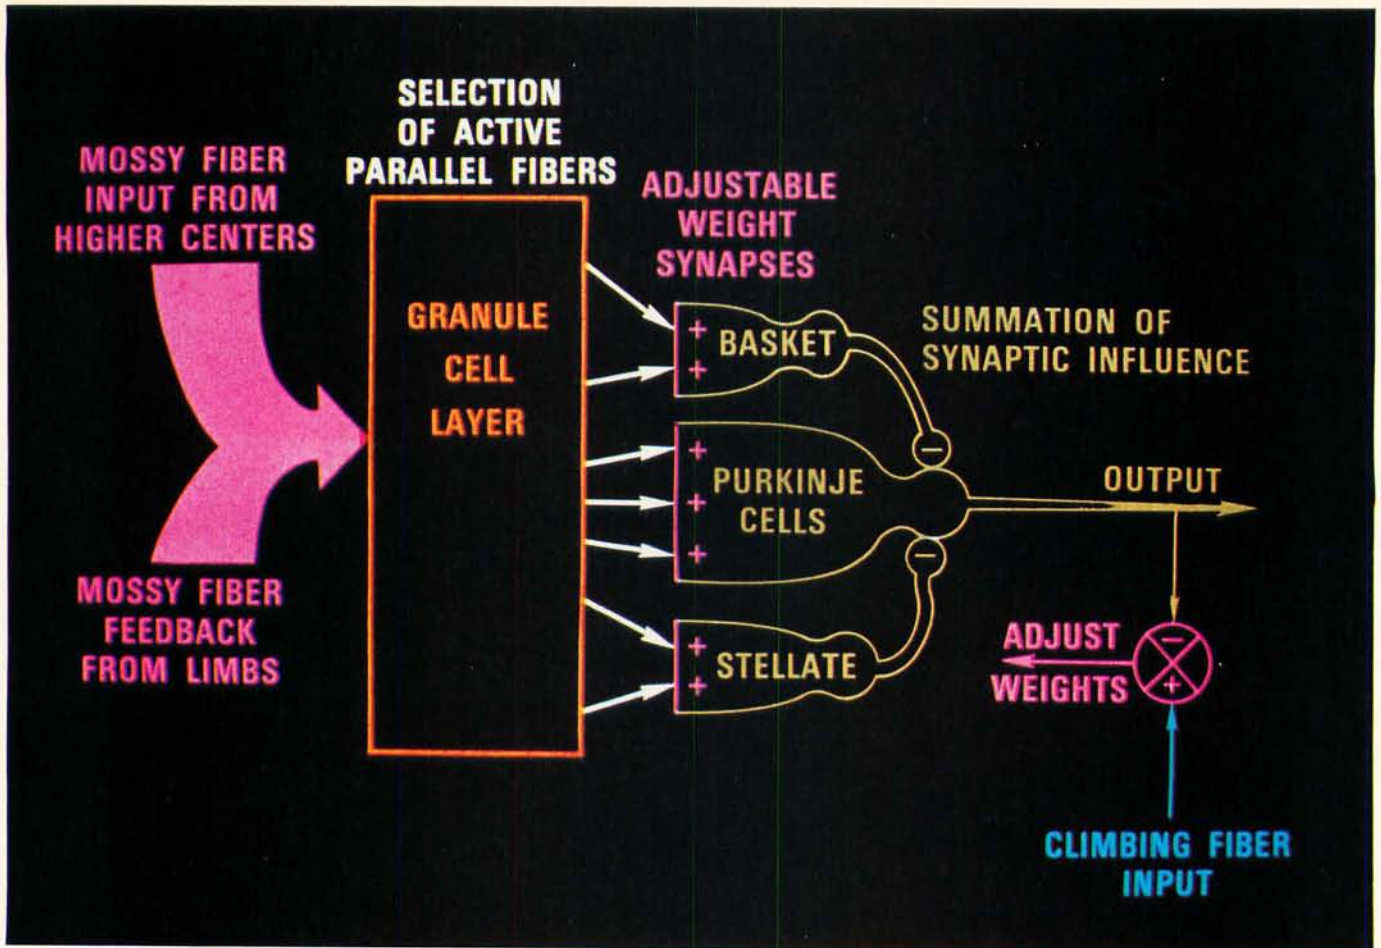 SELECTION
OF ACTIVE
PARALLEL FIBERS
MOSSY FIBER
INPUT FROM
HIGHER CENTERS
ADJUSTABLE
WEIGHT
SYNAPSES
GRANULE
CELL
LAYER
+
+
BASKET
SUMMATION OF
SYNAPTIC INFLUENCE
−
+
+
+
PURKINJE
CELLS
OUTPUT
−
MOSSY FIBER
FEEDBACK
FROM LIMBS
+
+
STELLATE
ADJUST
WEIGHTS
−
+
CLIMBING FIBER
INPUT